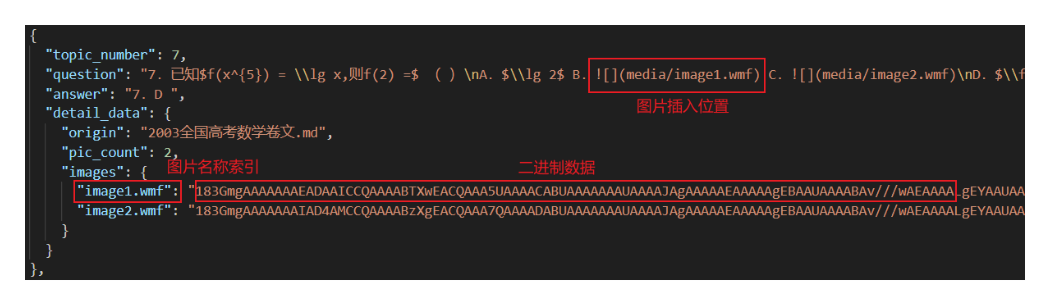 {
"topic_number": 7,
"question": "7. 已知$f(x^{5}) = \\lg x,则f(2) =$ （ ）\nA. $\\lg 2$ B. ![](media/image1.wmf) C. ![](media/image2.wmf)\nD. $\\f
图片插入位置
"answer": "7. D ",
"detail_data": {
"origin": "2003全国高考数学卷文.md",
"pic_count": 2,
"images": {
图片名称索引
二进制数据
"image1.wmf": "183GmgAAAAAAAEADAAICCQAAAABTXwEACQAAA5UAAAACABUAAAAAAAUAAAAJAgAAAAAEAAAAAgEBAAUAAAABAv///wAEAAAALgEYAAUAA
"image2.wmf": "183GmgAAAAAAAIAD4AMCCQAAAABzXgEACQAAA7QAAAADABUAAAAAAAUAAAAJAgAAAAAEAAAAAgEBAAUAAAABAv///wAEAAAALgEYAAUAA
}
}
},